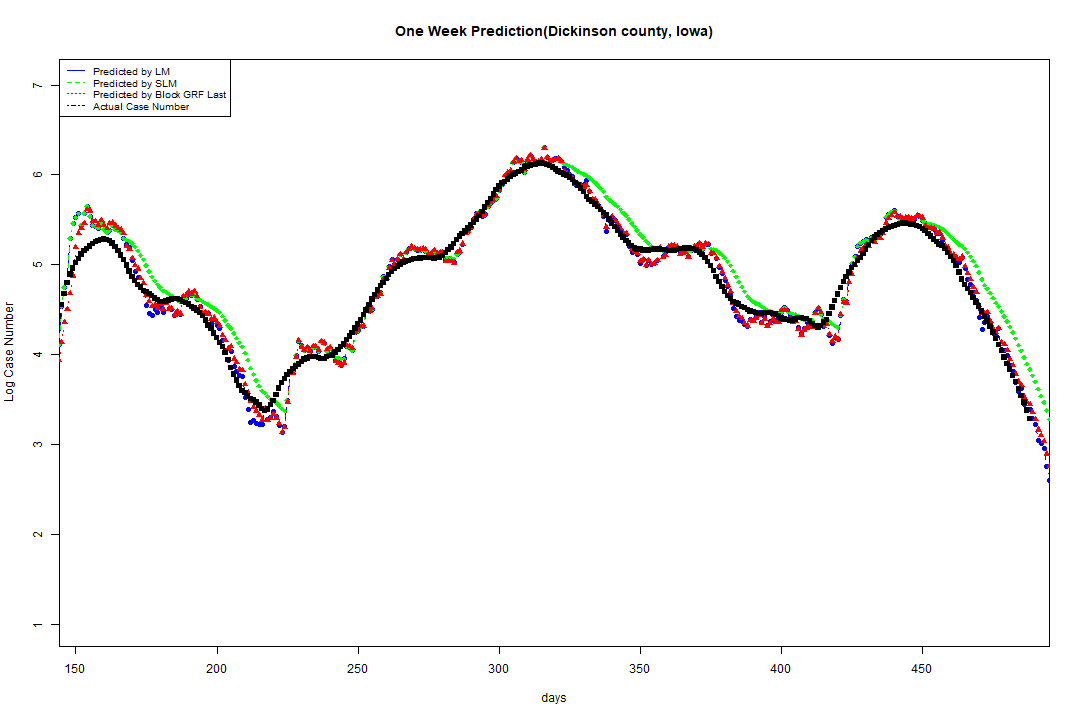 One Week Prediction(Dickinson county, Iowa)
Predicted by LM
Predicted by SLM
Predicted by Block GRF Last
Actual Case Number
7
6
5
4
3
2
1
Log Case Number
150 200 250 300 350 400 450
days